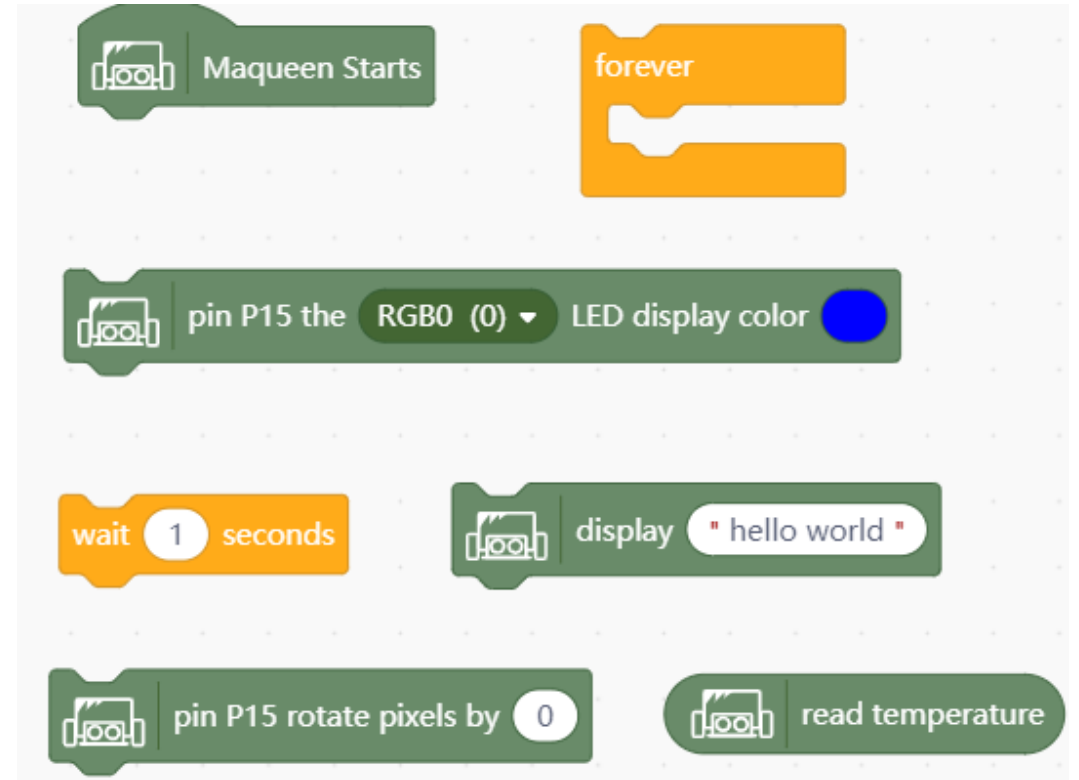 Maqueen Starts
forever
pin P15 the RGB0 (0) LED display color
wait 1 seconds
display " hello world "
pin P15 rotate pixels by 0
read temperature